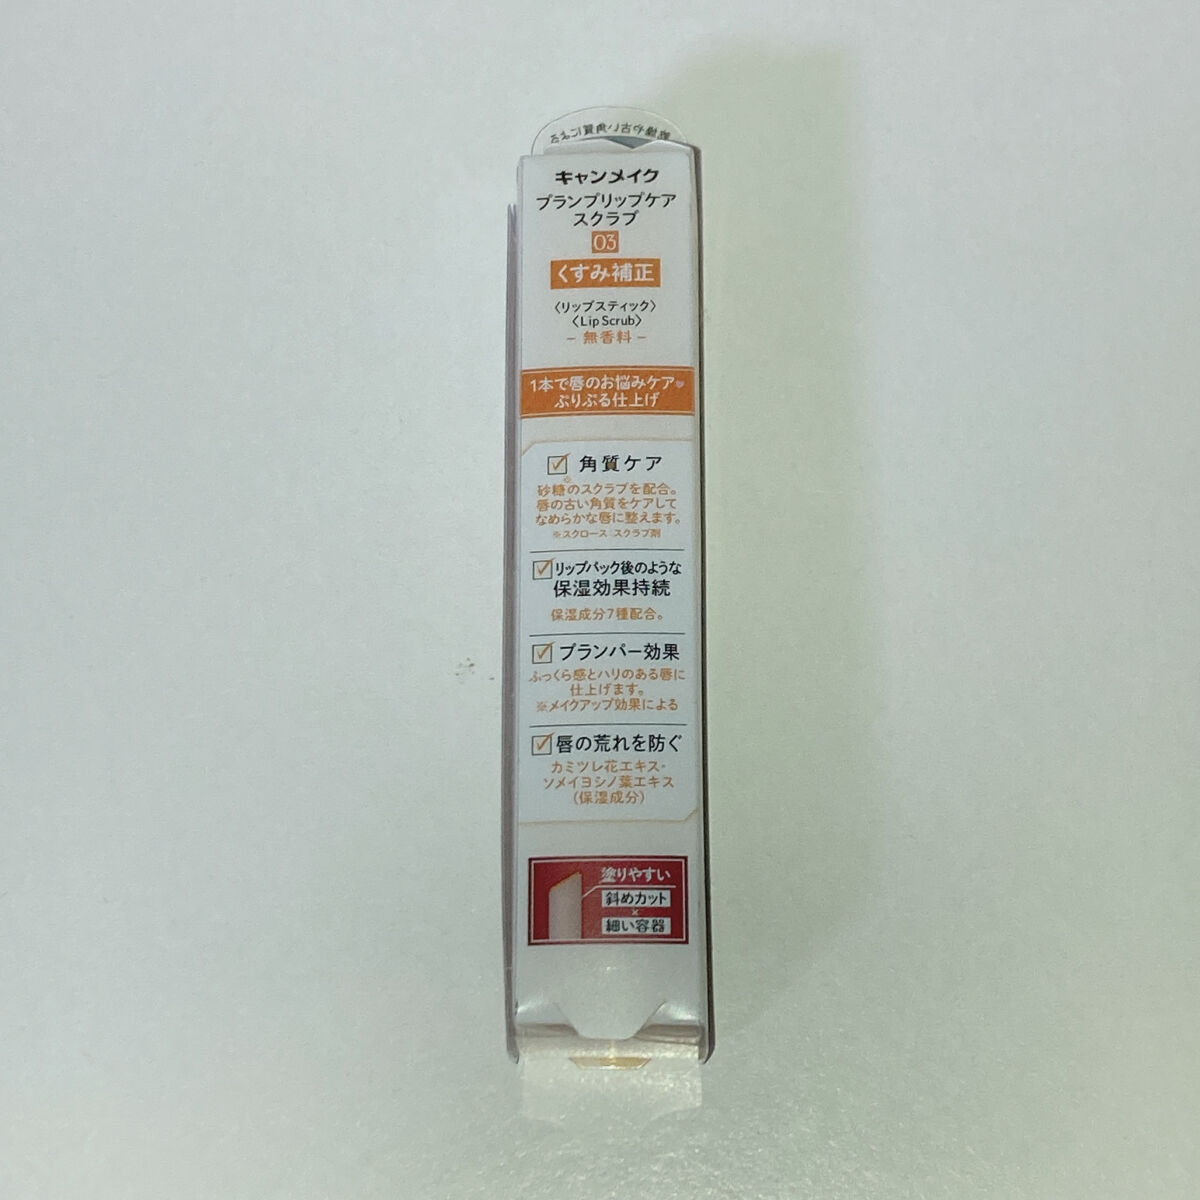 乾燥や古い角質による
キャンメイク
プランプリップケア
スクラブ
03
くすみ補正
〈リップスティック〉
〈Lip Scrub〉
- 無香料 -
1本で唇のお悩みケア
ぷりぷる仕上げ
角質ケア
砂糖※のスクラブを配合。
唇の古い角質をケアして
なめらかな唇に整えます。
※スクロース：スクラブ剤
リップパック後のような
保湿効果持続
保湿成分7種配合。
プランパー効果
ふっくら感とハリのある唇に
仕上げます。
※メイクアップ効果による
唇の荒れを防ぐ
カミツレ花エキス・
ソメイヨシノ葉エキス
(保湿成分)
塗りやすい
斜めカット
×
細い容器